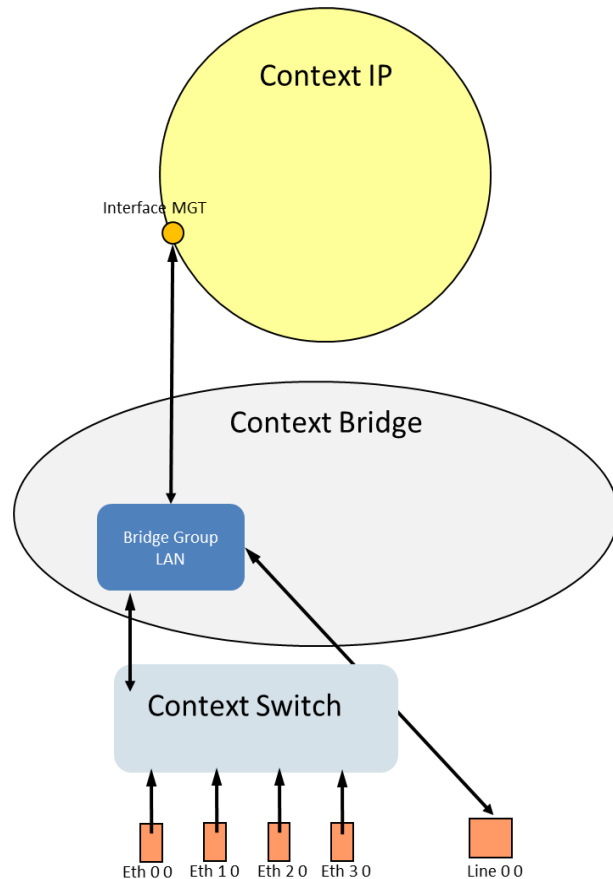 Context IP
Interface MGT
Context Bridge
Bridge Group
LAN
Context Switch
Eth 0 0
Eth 1 0
Eth 2 0
Eth 3 0
Line 0 0